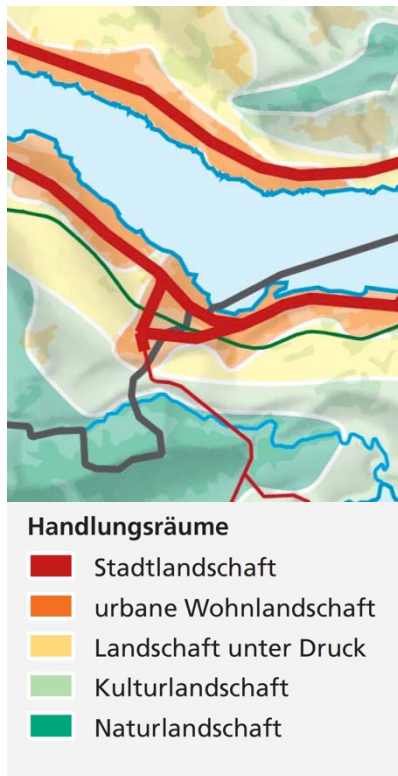 Handlungsräume
Stadtlandschaft
urbane Wohnlandschaft
Landschaft unter Druck
Kulturlandschaft
Naturlandschaft